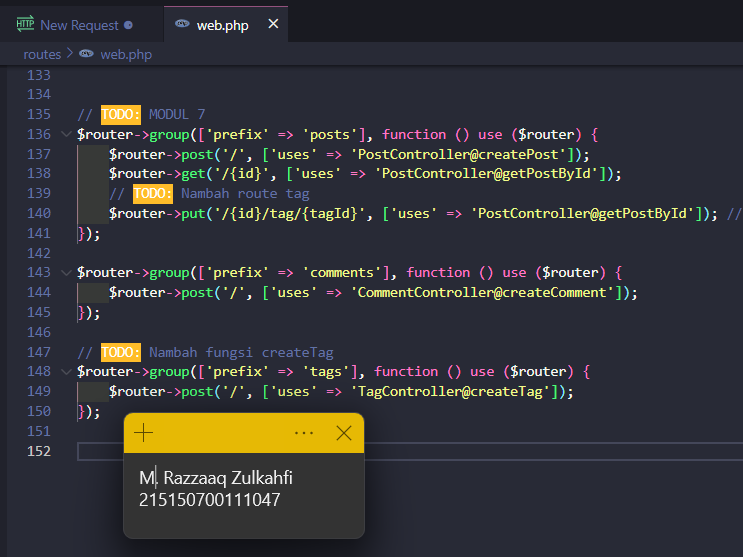 HTTP New Request web.php
routes > web.php
133
134
135 // TODO: MODUL 7
136 $router->group(['prefix' => 'posts'], function () use ($router) {
137 $router->post('/', ['uses' => 'PostController@createPost']);
138 $router->get('/{id}', ['uses' => 'PostController@getPostById']);
139 // TODO: Nambah route tag
140 $router->put('/{id}/tag/{tagId}', ['uses' => 'PostController@getPostById']); //
141 });
142
143 $router->group(['prefix' => 'comments'], function () use ($router) {
144 $router->post('/', ['uses' => 'CommentController@createComment']);
145 });
146
147 // TODO: Nambah fungsi createTag
148 $router->group(['prefix' => 'tags'], function () use ($router) {
149 $router->post('/', ['uses' => 'TagController@createTag']);
150 });
151
152
M. Razzaaq Zulkahfi
215150700111047